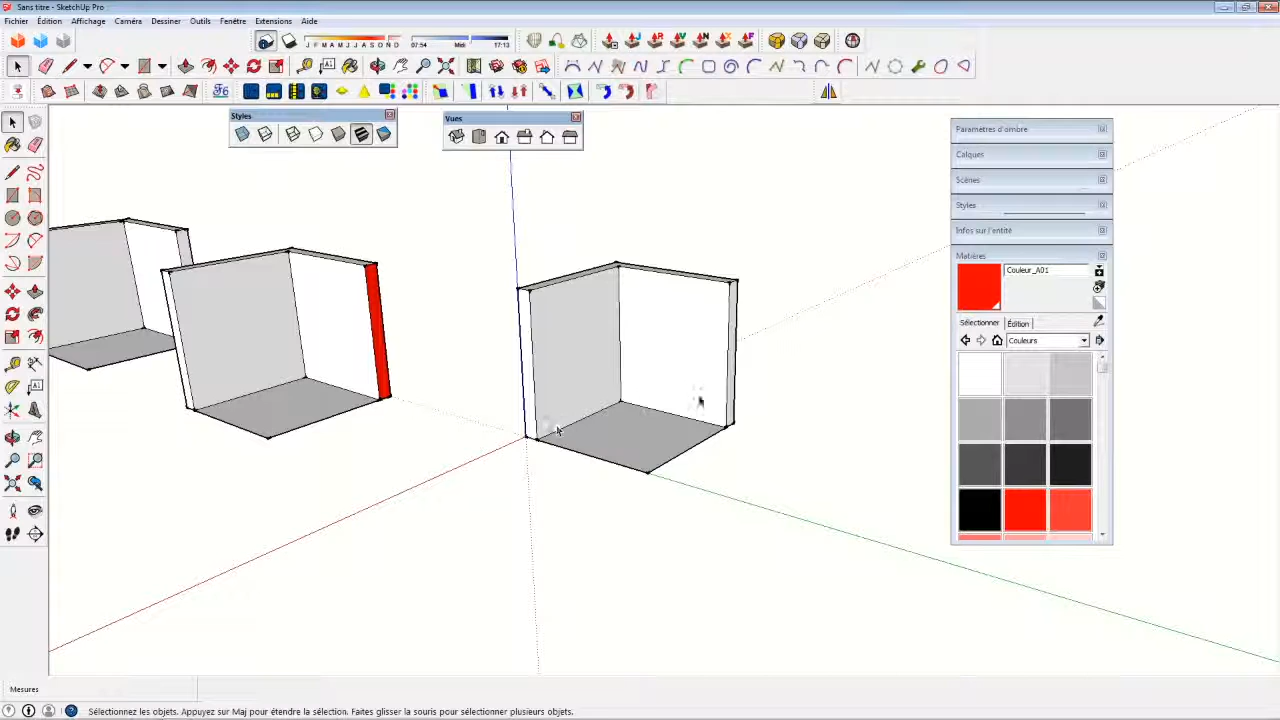 Sans titre - SketchUp Pro
Fichier Édition Affichage Caméra Dessiner Outils Fenêtre Extensions Aide
J F M A M J J A S O N D 07:54 Midi 17:13
Styles
Vues
Paramètres d'ombre
Calques
Scènes
Styles
Infos sur l'entité
Matières
Couleur_A01
Sélectionner Édition
Couleurs
Mesures
Sélectionnez les objets. Appuyez sur Maj pour étendre la sélection. Faites glisser la souris pour sélectionner plusieurs objets.